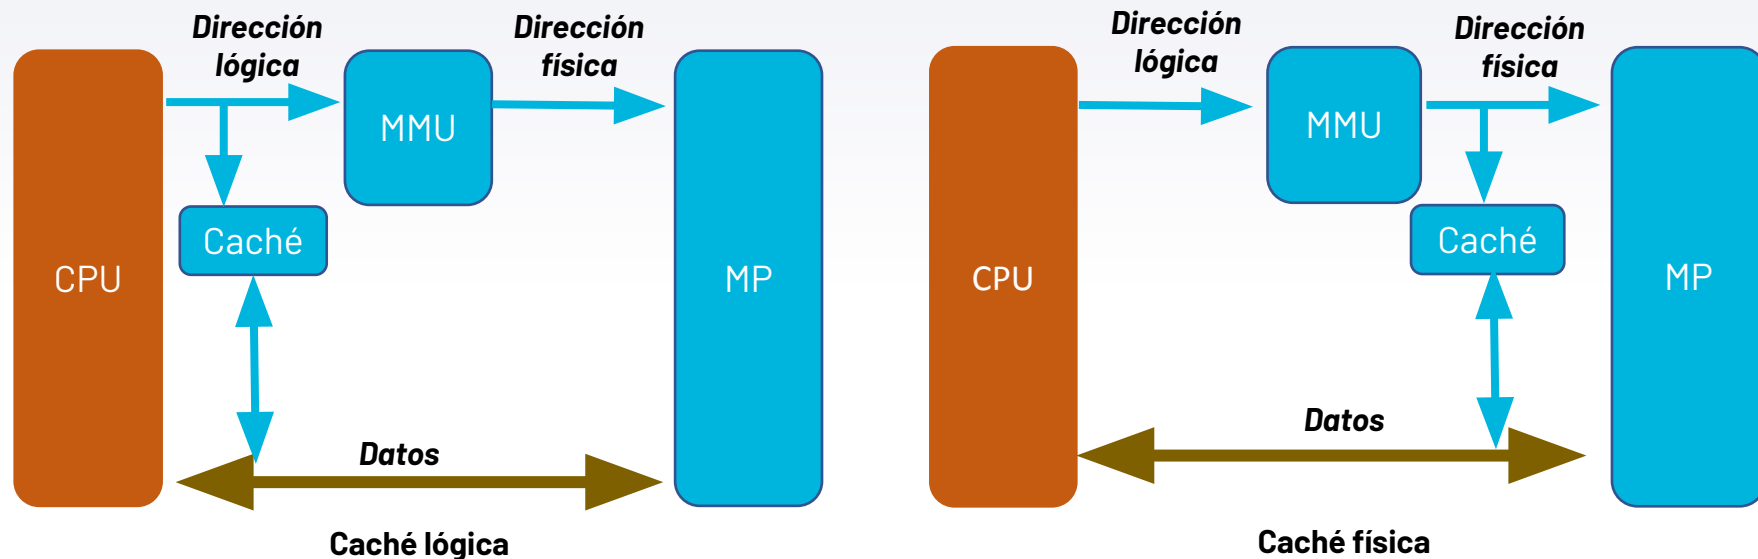 Dirección
lógica
Dirección
física
MMU
Caché
CPU
MP
Datos
Caché lógica
Dirección
lógica
Dirección
física
MMU
Caché
CPU
MP
Datos
Caché física